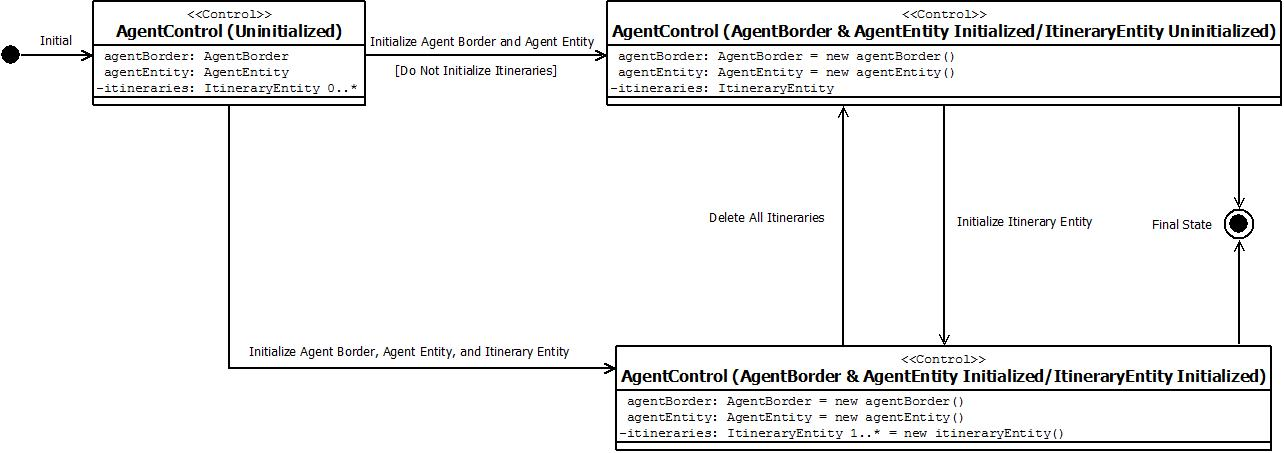 Initial
<<Control>>
AgentControl (Uninitialized)
agentBorder: AgentBorder
agentEntity: AgentEntity
-itineraries: ItineraryEntity 0..*
Initialize Agent Border and Agent Entity
[Do Not Initialize Itineraries]
<<Control>>
AgentControl (AgentBorder & AgentEntity Initialized/ItineraryEntity Uninitialized)
agentBorder: AgentBorder = new agentBorder()
agentEntity: AgentEntity = new agentEntity()
-itineraries: ItineraryEntity
Delete All Itineraries
Initialize Itinerary Entity
Final State
Initialize Agent Border, Agent Entity, and Itinerary Entity
<<Control>>
AgentControl (AgentBorder & AgentEntity Initialized/ItineraryEntity Initialized)
agentBorder: AgentBorder = new agentBorder()
agentEntity: AgentEntity = new agentEntity()
-itineraries: ItineraryEntity 1..* = new itineraryEntity()